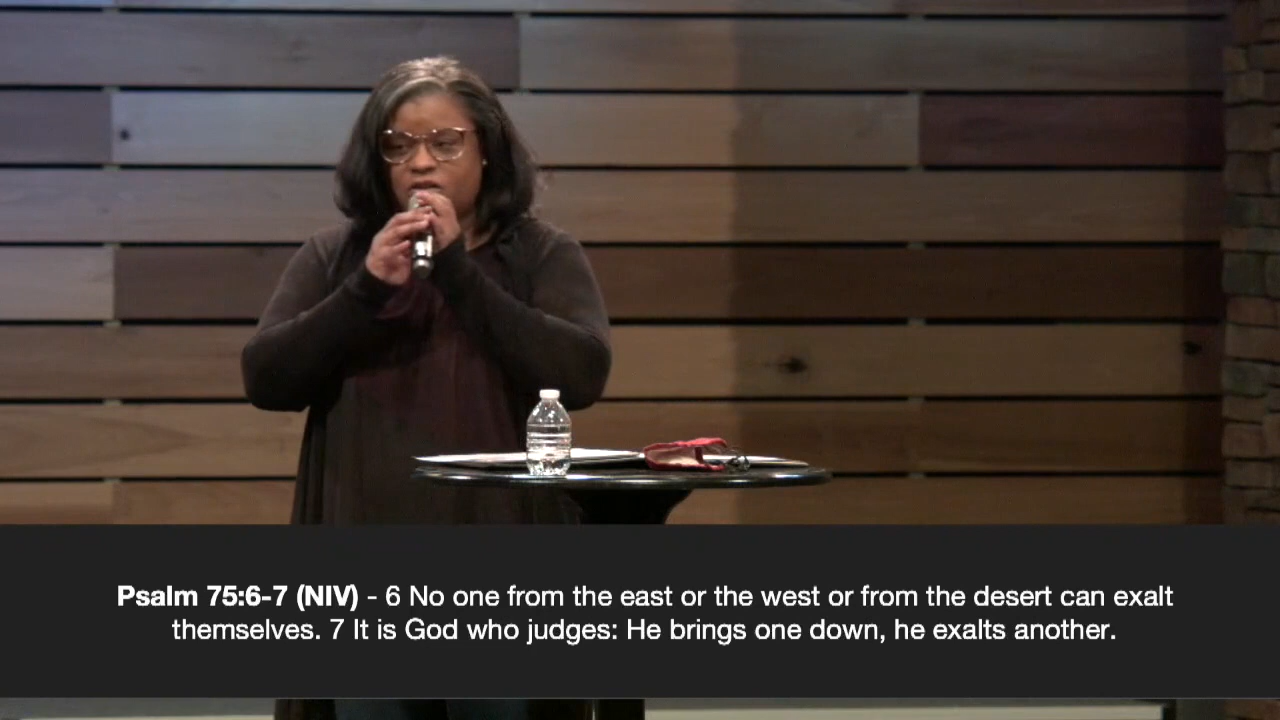 Psalm 75:6-7 (NIV) - 6 No one from the east or the west or from the desert can exalt
themselves. 7 It is God who judges: He brings one down, he exalts another.